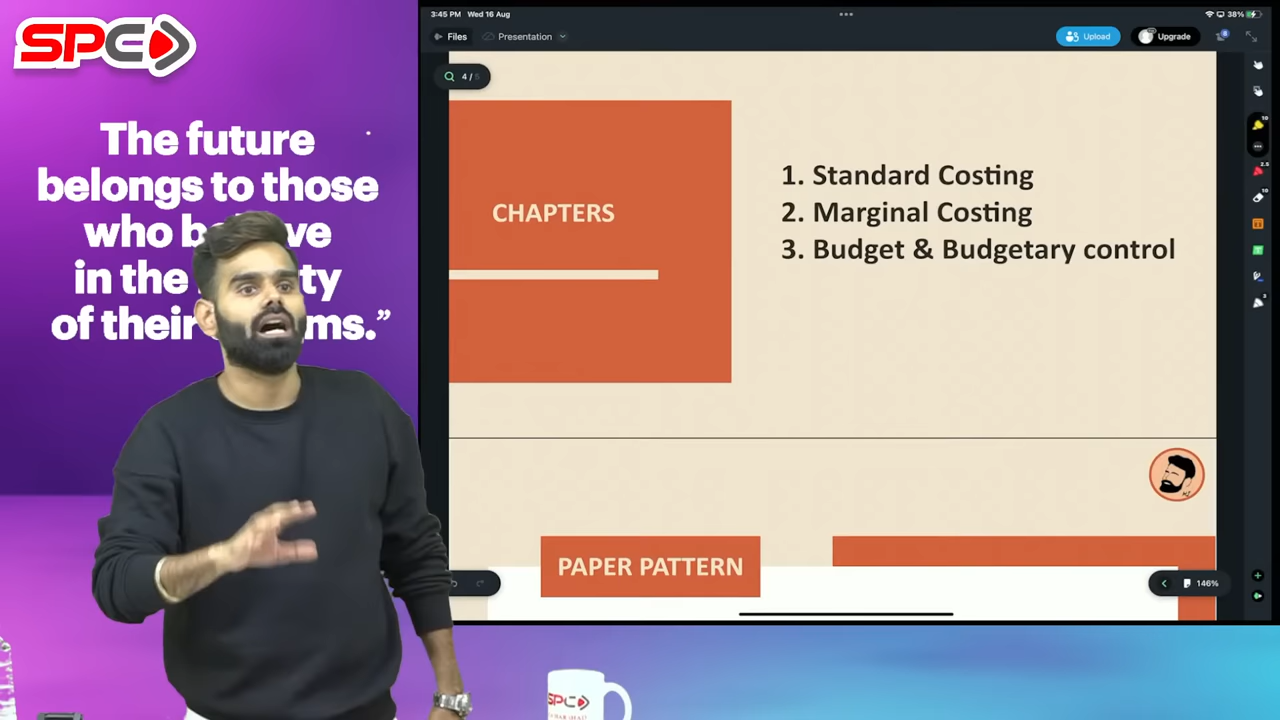 SPC
The future
belongs to those
who
in the
of their
3:45 PM Wed 16 Aug
38%
Files
Presentation
Upload
Upgrade
4 /
CHAPTERS
1. Standard Costing
2. Marginal Costing
3. Budget & Budgetary control
PAPER PATTERN
146%
SPC